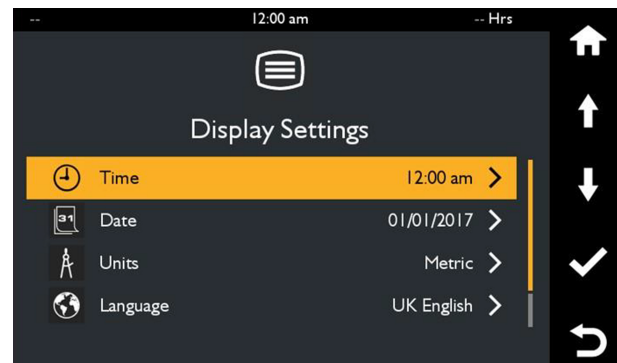 -- 12:00 am -- Hrs
Display Settings
Time 12:00 am
31
Date 01/01/2017
Units Metric
Language UK English